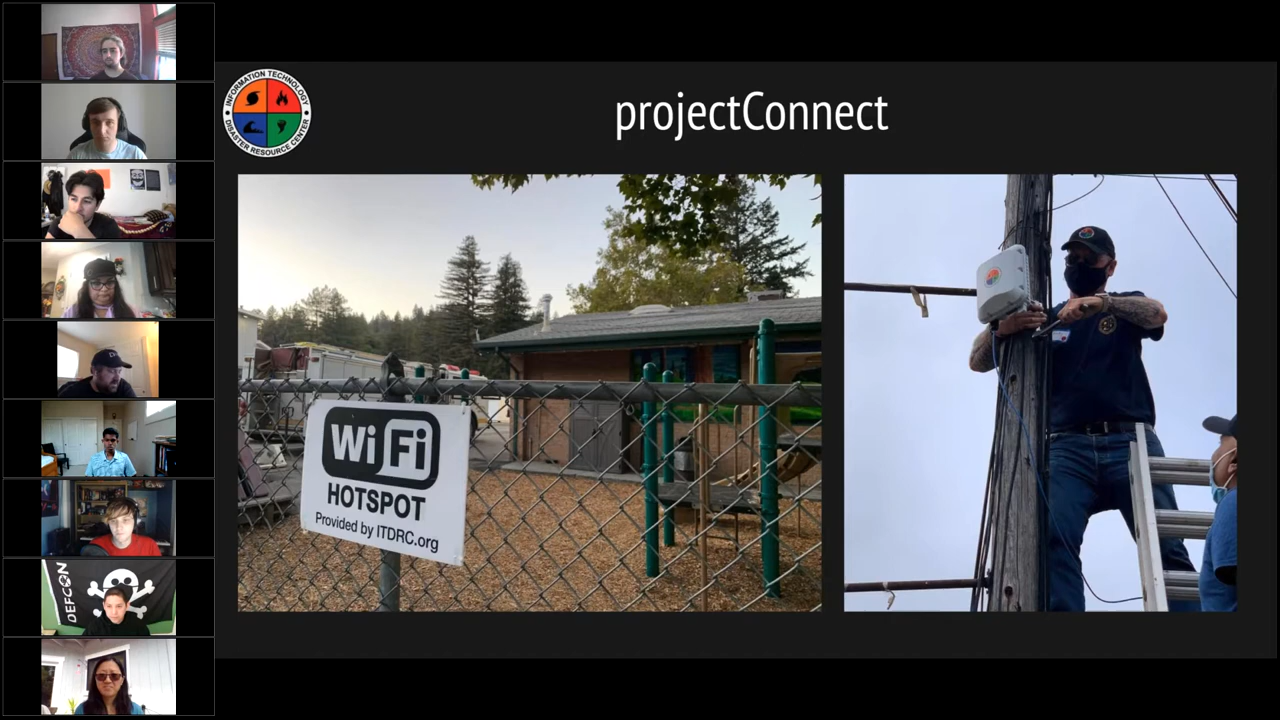 INFORMATION TECHNOLOGY
DISASTER RESOURCE CENTER
projectConnect
WiFi
HOTSPOT
Provided by ITDRC.org
DEFCON